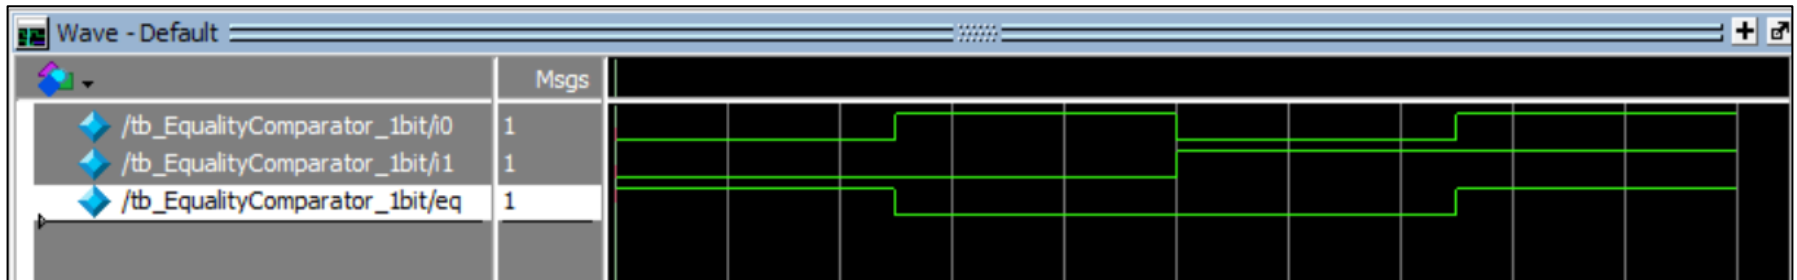 Wave - Default
Msgs
/tb_EqualityComparator_1bit/i0 1
/tb_EqualityComparator_1bit/i1 1
/tb_EqualityComparator_1bit/eq 1